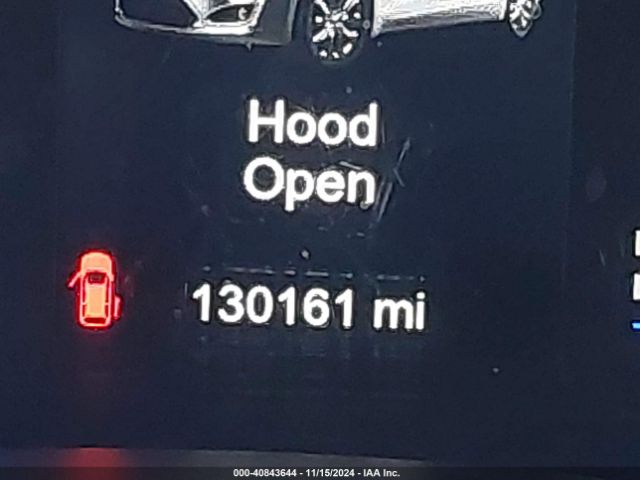 Hood
Open
130161 mi
000-40843644 - 11/15/2024 - IAA Inc.